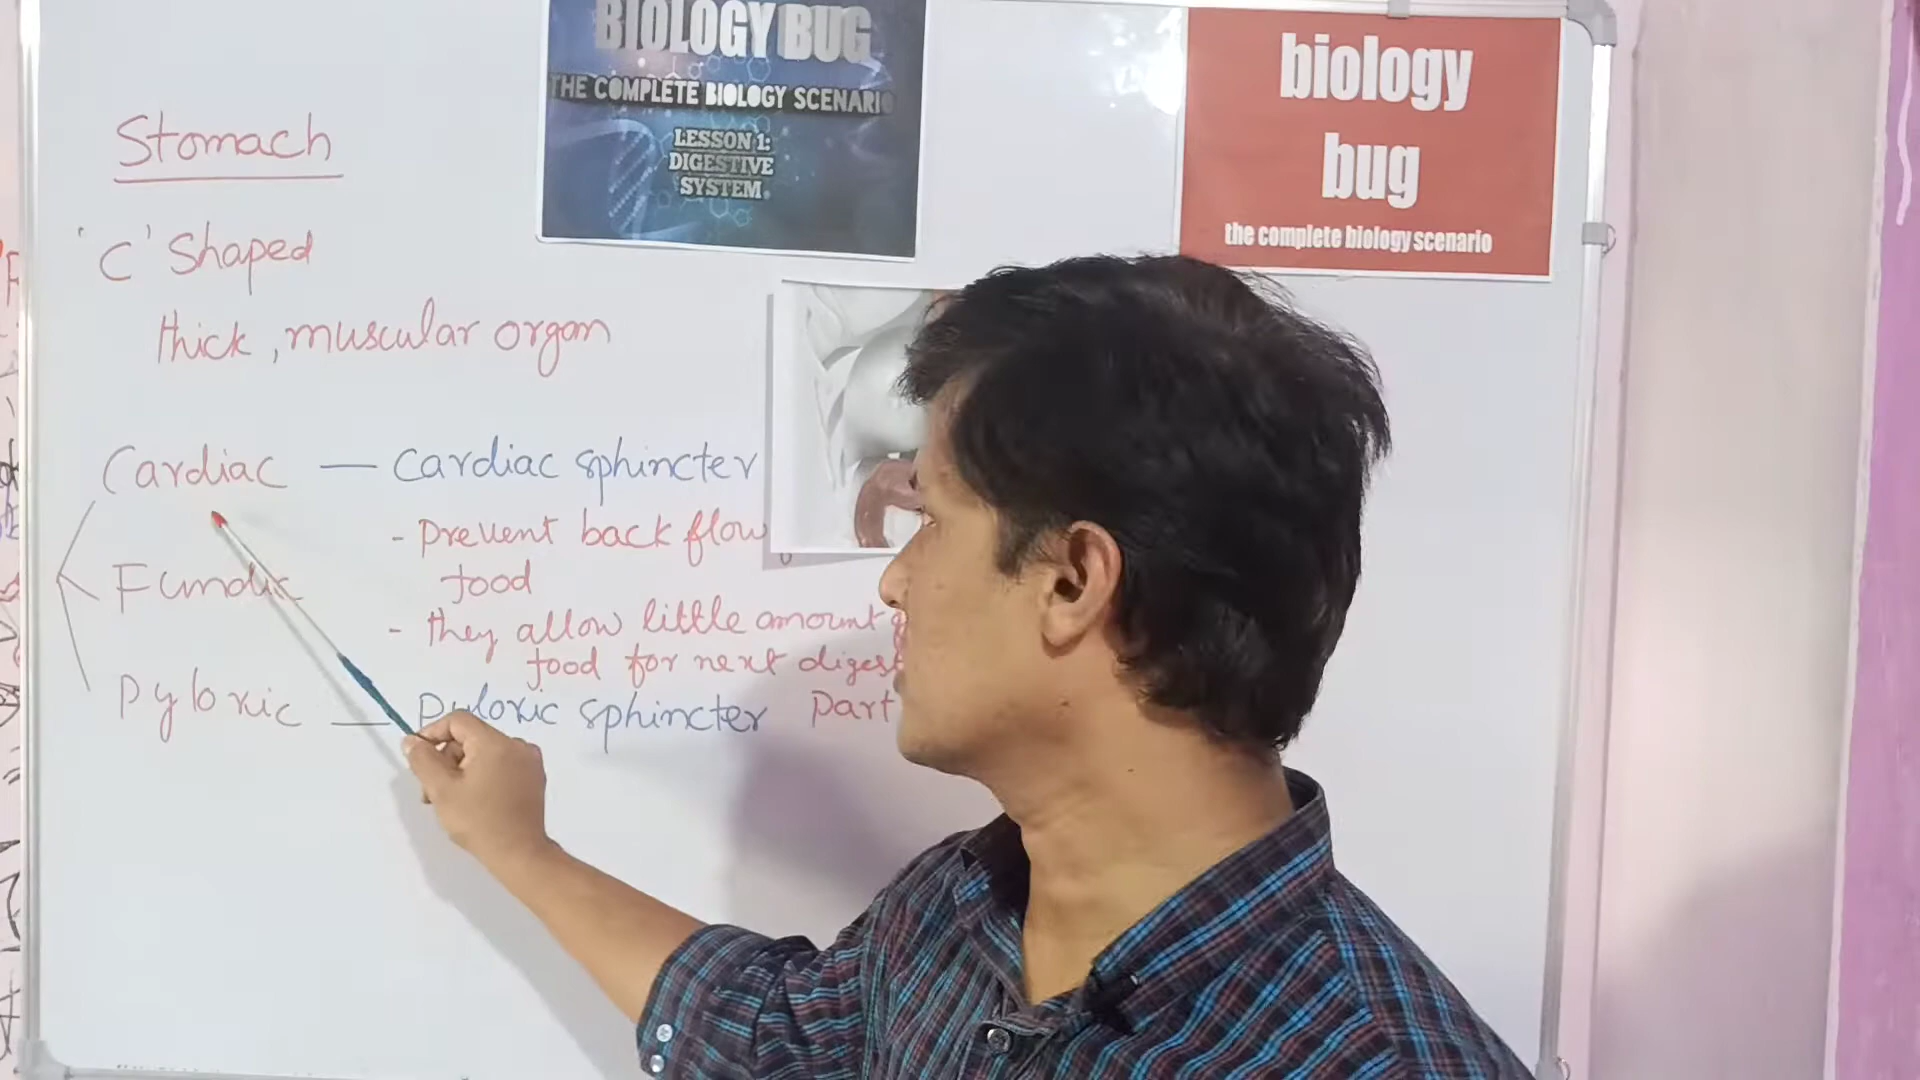 BIOLOGY BUG
THE COMPLETE BIOLOGY SCENARIO
LESSON 1:
DIGESTIVE
SYSTEM
biology
bug
the complete biology scenario
Stomach
'C' Shaped
thick, muscular organ
Cardiac — Cardiac sphincter
- Prevent back flow
food
Fundic
- they allow little amount
food for next digest
Pyloric — Pyloric sphincter Part